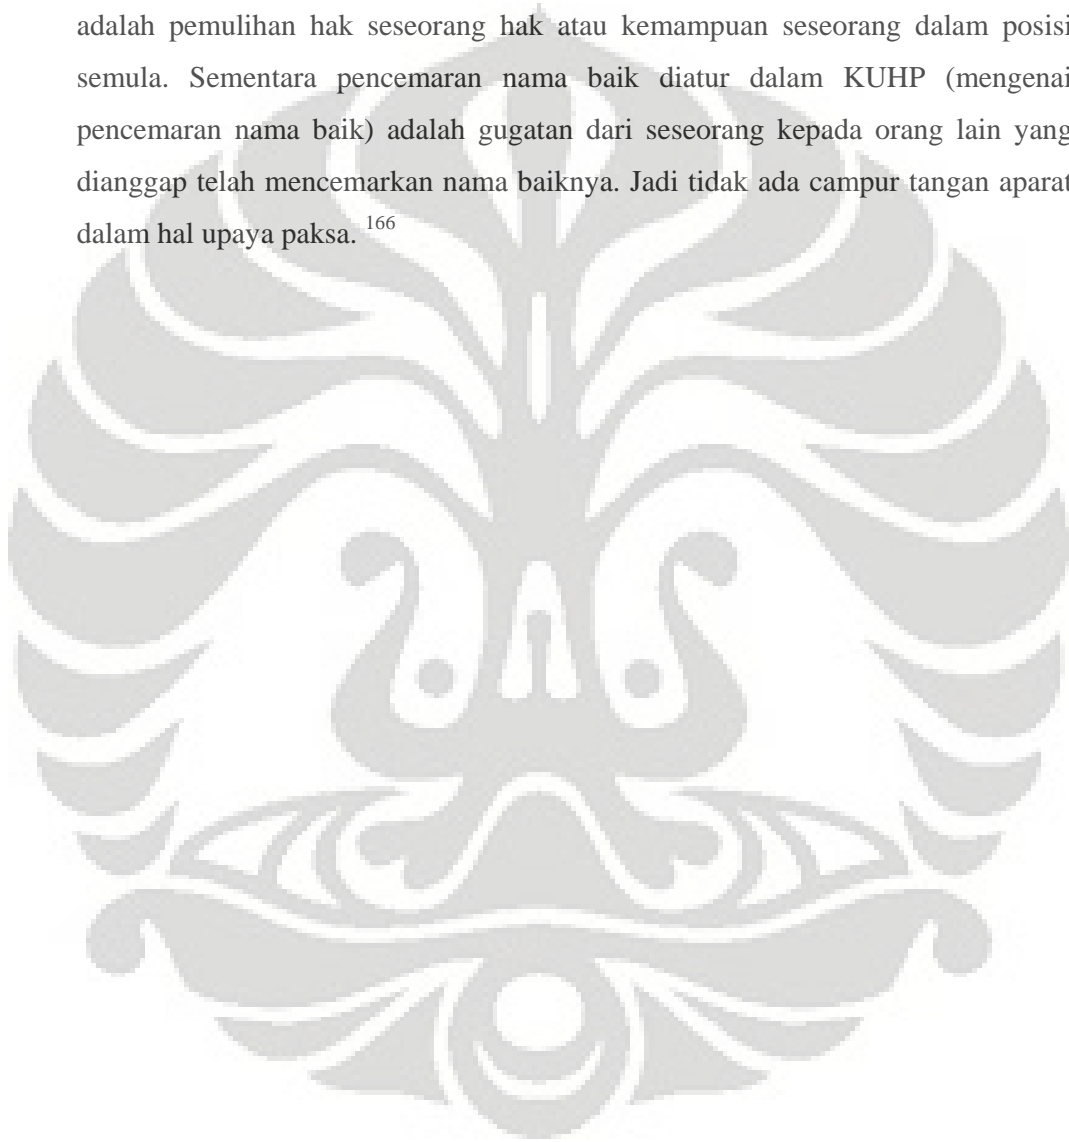 adalah pemulihan hak seseorang hak atau kemampuan seseorang dalam posisi
semula. Sementara pencemaran nama baik diatur dalam KUHP (mengenai
pencemaran nama baik) adalah gugatan dari seseorang kepada orang lain yang
dianggap telah mencemarkan nama baiknya. Jadi tidak ada campur tangan aparat
dalam hal upaya paksa. 166